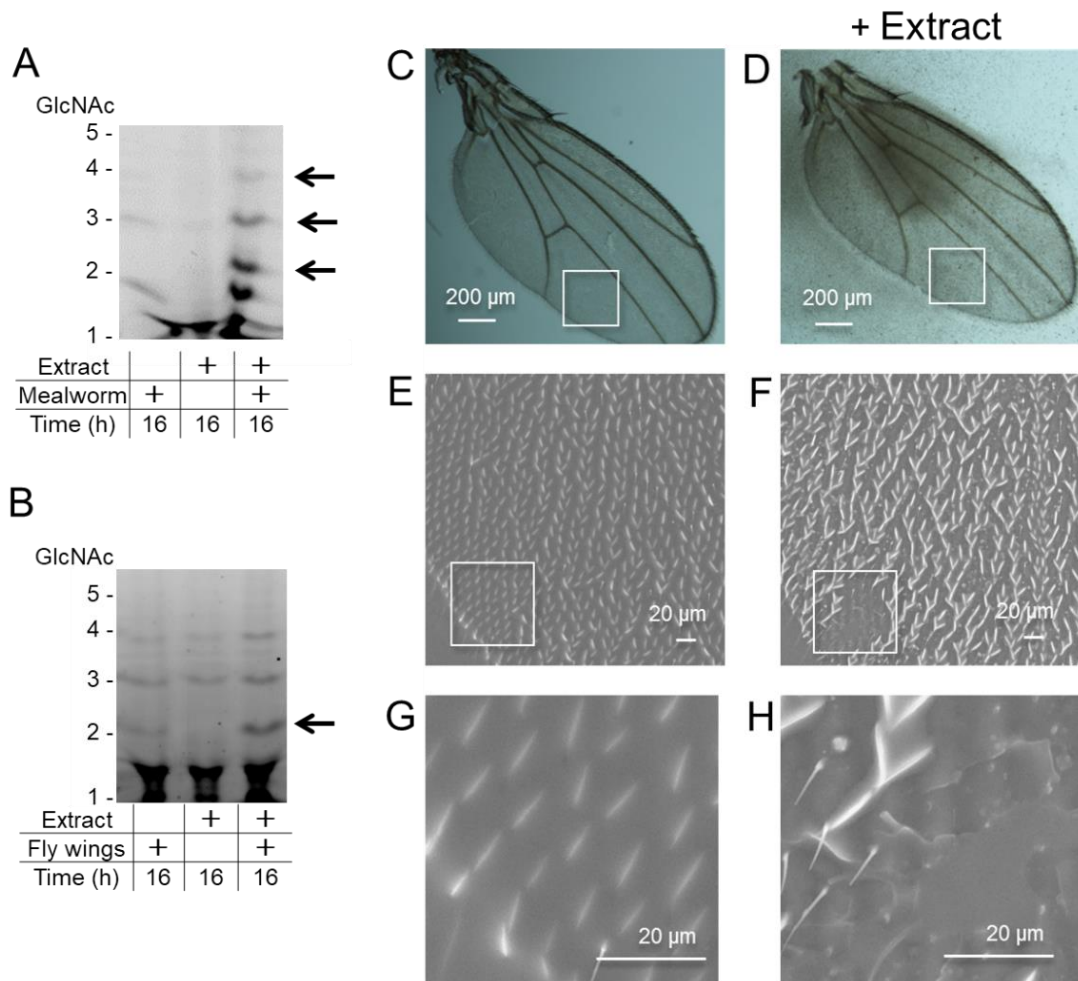 + Extract
A
GlcNAc
5 -
4 -
3 -
2 -
1 -
Extract + +
Mealworm + +
Time (h) 16 16 16
B
GlcNAc
5 -
4 -
3 -
2 -
1 -
Extract + +
Fly wings + +
Time (h) 16 16 16
C
200 µm
D
200 µm
E
20 µm
F
20 µm
G
20 µm
H
20 µm